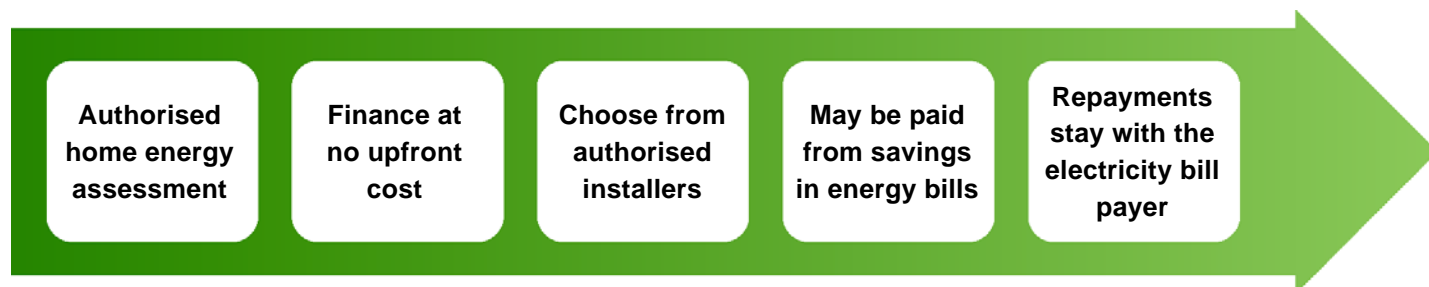 Authorised
home energy
assessment
Finance at
no upfront
cost
Choose from
authorised
installers
May be paid
from savings
in energy bills
Repayments
stay with the
electricity bill
payer